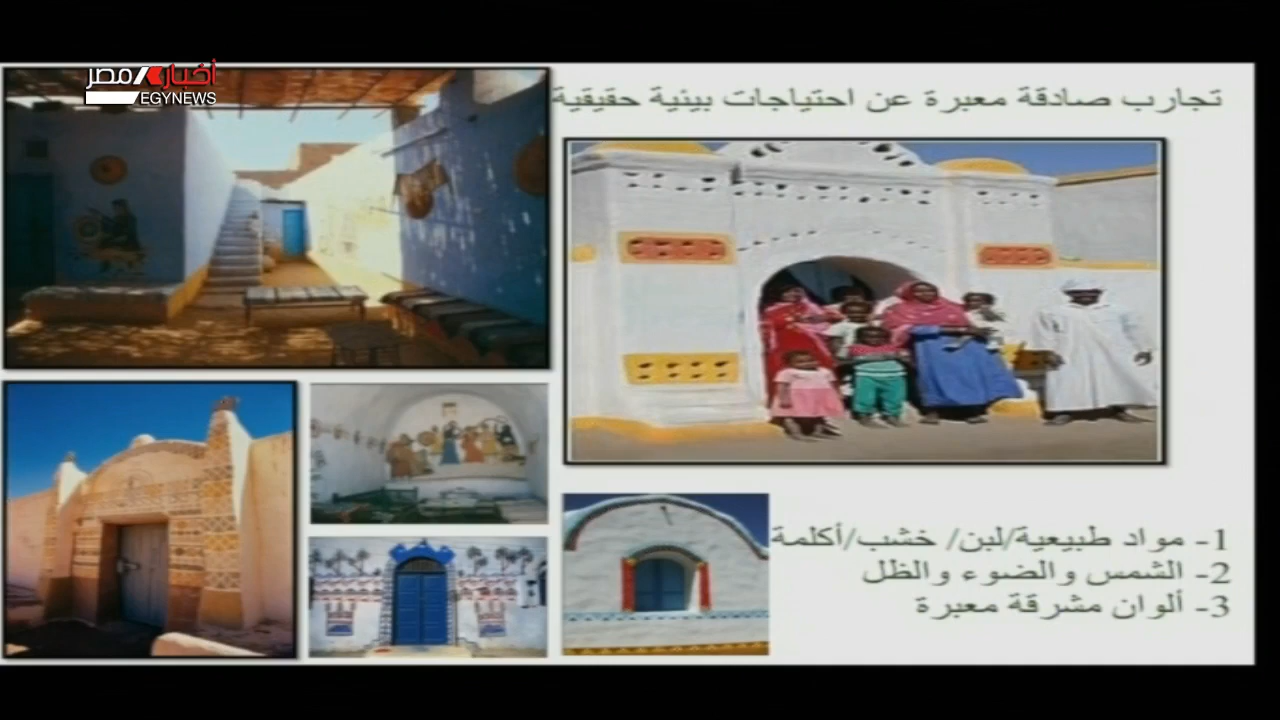 أخبار/مصر
EGYNEWS
تجارب صادقة معبرة عن احتياجات بيئية حقيقية
1- مواد طبيعية/لبن/ خشب/أكلمة
2- الشمس والضوء والظل
3- ألوان مشرقة معبرة